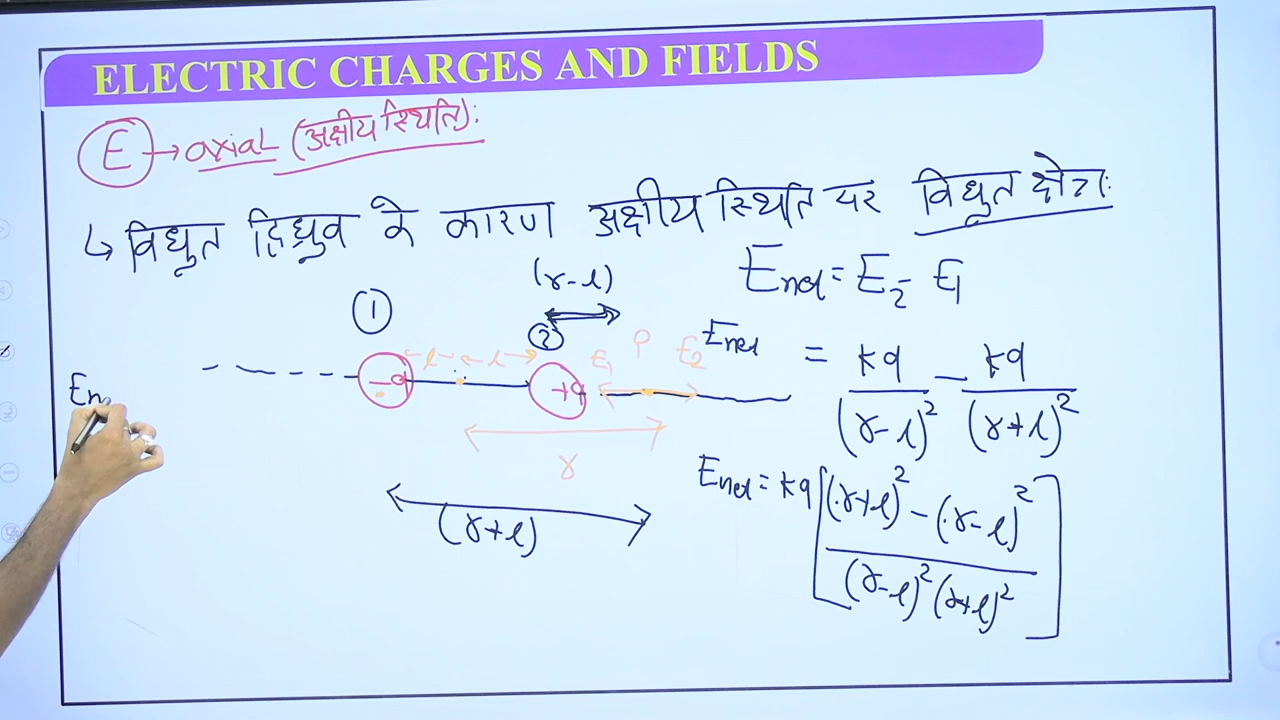 ELECTRIC CHARGES AND FIELDS
E → axial (अक्षीय स्थिति):
↳ विधुत द्विध्रुव के कारण अक्षीय स्थिति पर विधुत क्षेत्र:
Enet = E2 - E1
(r-l)
1
2
l l
E1 P E2
-q +q
r
(r+l)
Enet = kq/(r-l)² - kq/(r+l)²
Enet = kq[(r+l)² - (r-l)² / (r-l)² (r+l)²]
En